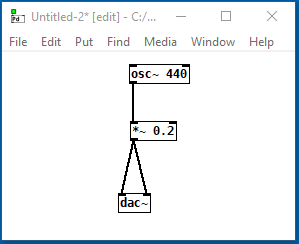 Untitled-2* [edit] - C:/...
File Edit Put Find Media Window Help
osc~ 440
*~ 0.2
dac~